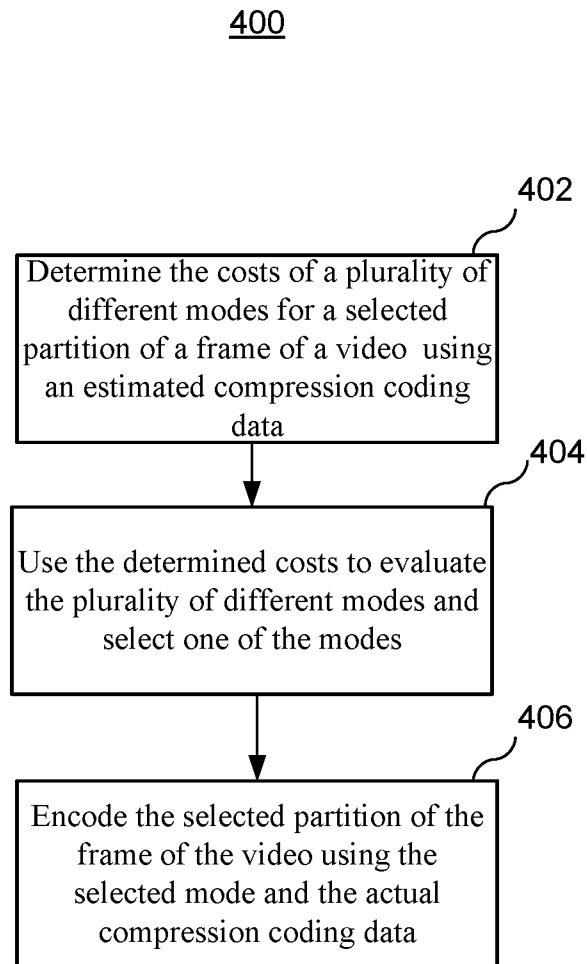 400
402
Determine the costs of a plurality of
different modes for a selected
partition of a frame of a video using
an estimated compression coding
data
404
Use the determined costs to evaluate
the plurality of different modes and
select one of the modes
406
Encode the selected partition of the
frame of the video using the
selected mode and the actual
compression coding data